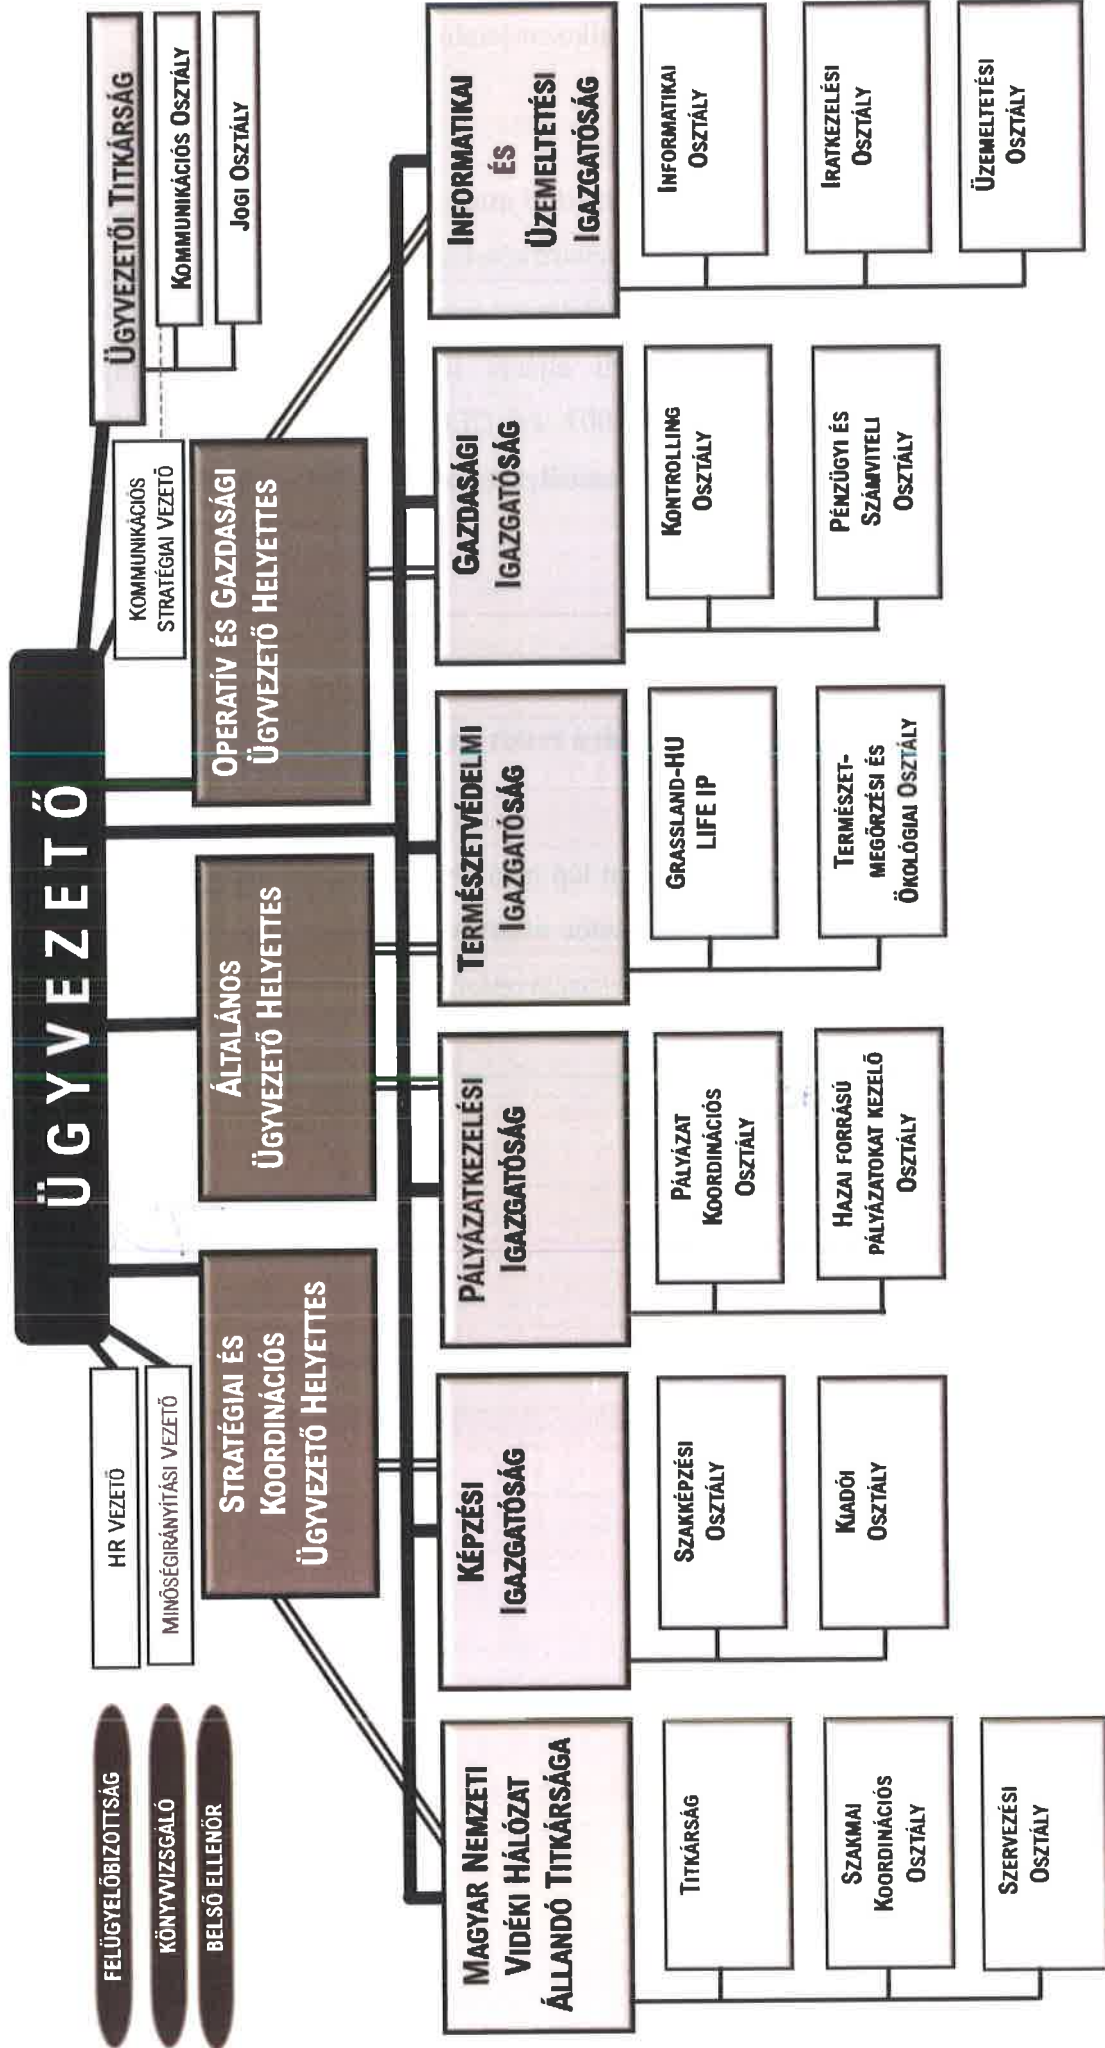 ÜGYVEZETŐ
FELÜGYELŐBIZOTTSÁG
KÖNYVVIZSGÁLÓ
BELSŐ ELLENŐR
HR VEZETŐ
MINŐSÉGIRÁNYÍTÁSI VEZETŐ
ÜGYVEZETŐI TITKÁRSÁG
KOMMUNIKÁCIÓS OSZTÁLY
JOGI OSZTÁLY
KOMMUNIKÁCIÓS
STRATÉGIAI VEZETŐ
STRATÉGIAI ÉS
KOORDINÁCIÓS
ÜGYVEZETŐ HELYETTES
ÁLTALÁNOS
ÜGYVEZETŐ HELYETTES
OPERATÍV ÉS GAZDASÁGI
ÜGYVEZETŐ HELYETTES
MAGYAR NEMZETI
VIDÉKI HÁLÓZAT
ÁLLANDÓ TITKÁRSÁGA
TITKÁRSÁG
SZAKMAI
KOORDINÁCIÓS
OSZTÁLY
SZERVEZÉSI
OSZTÁLY
KÉPZÉSI
IGAZGATÓSÁG
SZAKKÉPZÉSI
OSZTÁLY
KIADÓI
OSZTÁLY
PÁLYÁZATKEZELÉSI
IGAZGATÓSÁG
PÁLYÁZAT
KOORDINÁCIÓS
OSZTÁLY
HAZAI FORRÁSÚ
PÁLYÁZATOKAT KEZELŐ
OSZTÁLY
TERMÉSZETVÉDELMI
IGAZGATÓSÁG
GRASSLAND-HU
LIFE IP
TERMÉSZET-
MEGŐRZÉSI ÉS
ÖKOLÓGIAI OSZTÁLY
GAZDASÁGI
IGAZGATÓSÁG
KONTROLLING
OSZTÁLY
PÉNZÜGYI ÉS
SZÁMVITELI
OSZTÁLY
INFORMATIKAI
ÉS
ÜZEMELTETÉSI
IGAZGATÓSÁG
INFORMATIKAI
OSZTÁLY
IRATKEZELÉSI
OSZTÁLY
ÜZEMELTETÉSI
OSZTÁLY